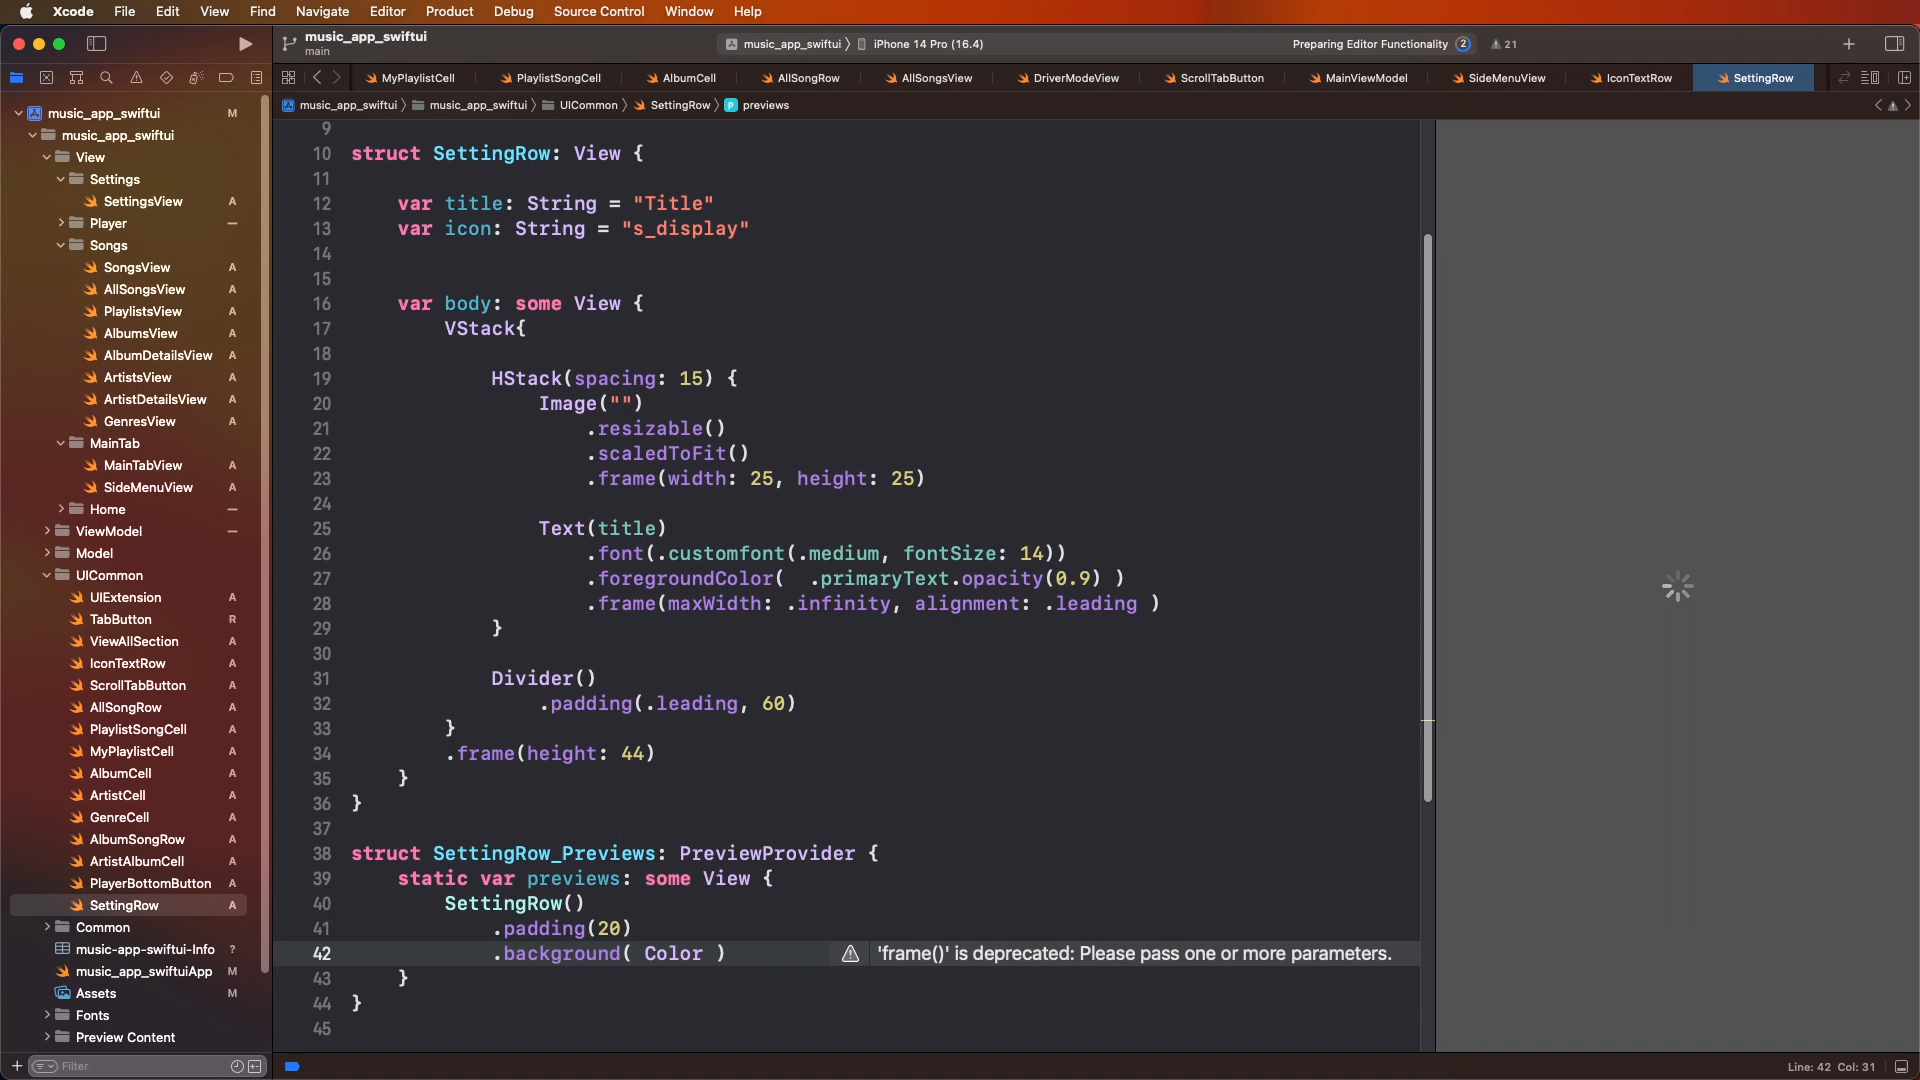 Xcode File Edit View Find Navigate Editor Product Debug Source Control Window Help
music_app_swiftui
main
music_app_swiftui 〉 iPhone 14 Pro (16.4)
Preparing Editor Functionality 2
21
MyPlaylistCell PlaylistSongCell AlbumCell AllSongRow AllSongsView DriverModeView ScrollTabButton MainViewModel SideMenuView IconTextRow SettingRow
music_app_swiftui 〉 music_app_swiftui 〉 UICommon 〉 SettingRow 〉 P previews
music_app_swiftui M
music_app_swiftui
View
Settings
SettingsView A
Player
Songs
SongsView A
AllSongsView A
PlaylistsView A
AlbumsView A
AlbumDetailsView A
ArtistsView A
ArtistDetailsView A
GenresView A
MainTab
MainTabView A
SideMenuView A
Home
ViewModel
Model
UICommon
UIExtension A
TabButton R
ViewAllSection A
IconTextRow A
ScrollTabButton A
AllSongRow A
PlaylistSongCell A
MyPlaylistCell A
AlbumCell A
ArtistCell A
GenreCell A
AlbumSongRow A
ArtistAlbumCell A
PlayerBottomButton A
SettingRow A
Common
music-app-swiftui-Info ?
music_app_swiftuiApp M
Assets M
Fonts
Preview Content
Filter
9
10 struct SettingRow: View {
11
12 var title: String = "Title"
13 var icon: String = "s_display"
14
15
16 var body: some View {
17 VStack{
18
19 HStack(spacing: 15) {
20 Image("")
21 .resizable()
22 .scaledToFit()
23 .frame(width: 25, height: 25)
24
25 Text(title)
26 .font(.customfont(.medium, fontSize: 14))
27 .foregroundColor(  .primaryText.opacity(0.9) )
28 .frame(maxWidth: .infinity, alignment: .leading )
29 }
30
31 Divider()
32 .padding(.leading, 60)
33 }
34 .frame(height: 44)
35 }
36 }
37
38 struct SettingRow_Previews: PreviewProvider {
39 static var previews: some View {
40 SettingRow()
41 .padding(20)
42 .background( Color ) 'frame()' is deprecated: Please pass one or more parameters.
43 }
44 }
45
Line: 42 Col: 31